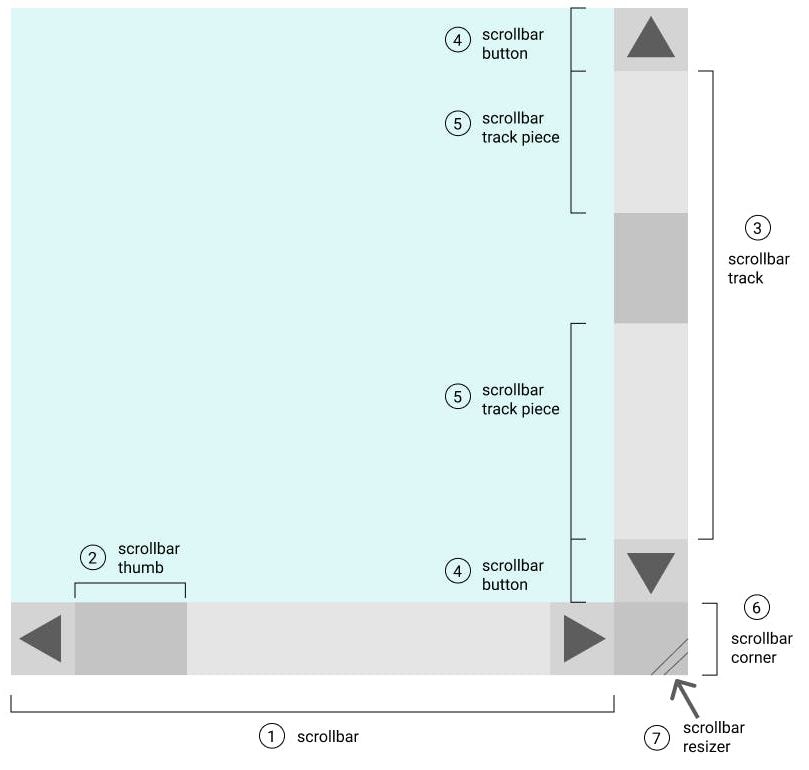 4 scrollbar
button
5 scrollbar
track piece
3
scrollbar
track
5 scrollbar
track piece
2 scrollbar
thumb
4 scrollbar
button
6
scrollbar
corner
1 scrollbar
7 scrollbar
resizer